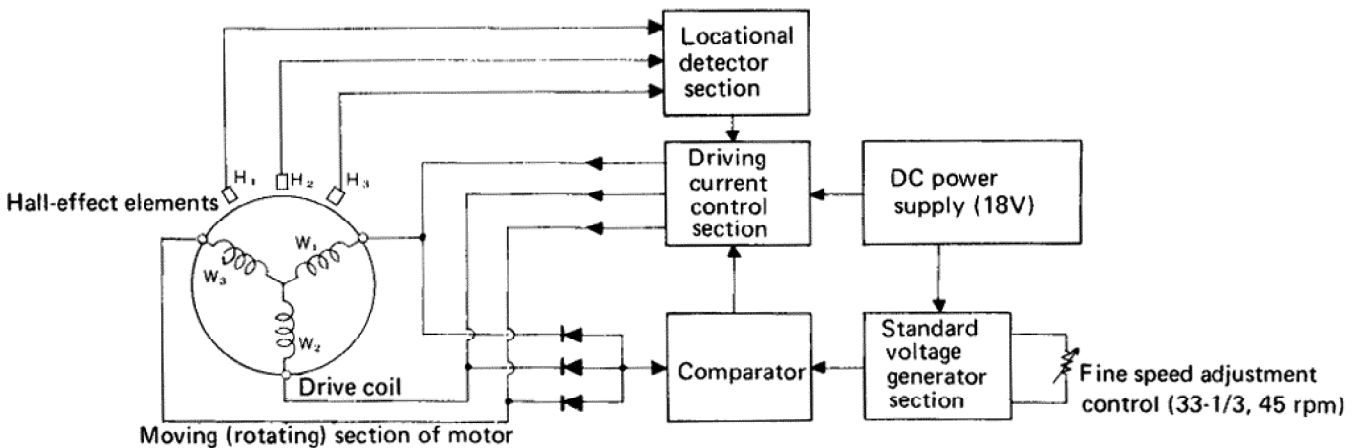 Locational
detector
section
H₁
H₂
H₃
Hall-effect elements
Driving
current
control
section
DC power
supply (18V)
W₁
W₃
W₂
Drive coil
Comparator
Standard
voltage
generator
section
Fine speed adjustment
control (33-1/3, 45 rpm)
Moving (rotating) section of motor